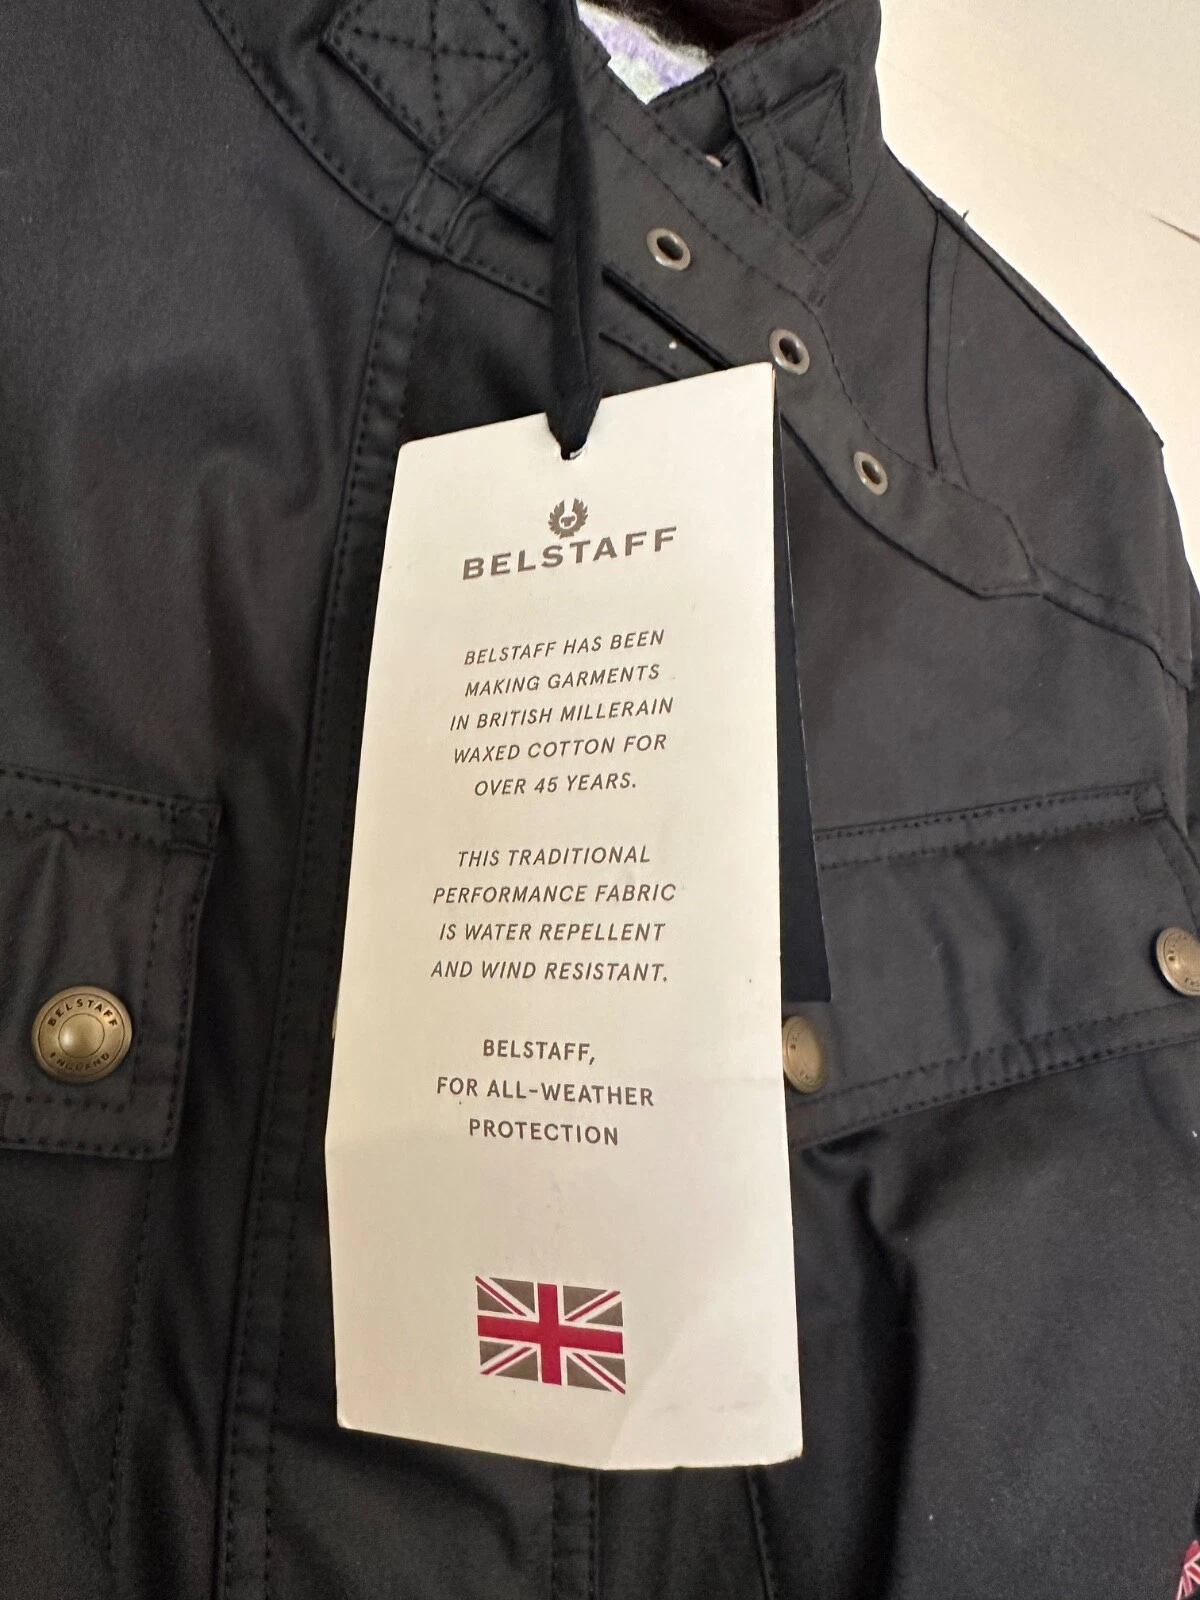 BELSTAFF
BELSTAFF HAS BEEN
MAKING GARMENTS
IN BRITISH MILLERAIN
WAXED COTTON FOR
OVER 45 YEARS.
THIS TRADITIONAL
PERFORMANCE FABRIC
IS WATER REPELLENT
AND WIND RESISTANT.
BELSTAFF,
FOR ALL-WEATHER
PROTECTION
BELSTAFF
ENGLAND